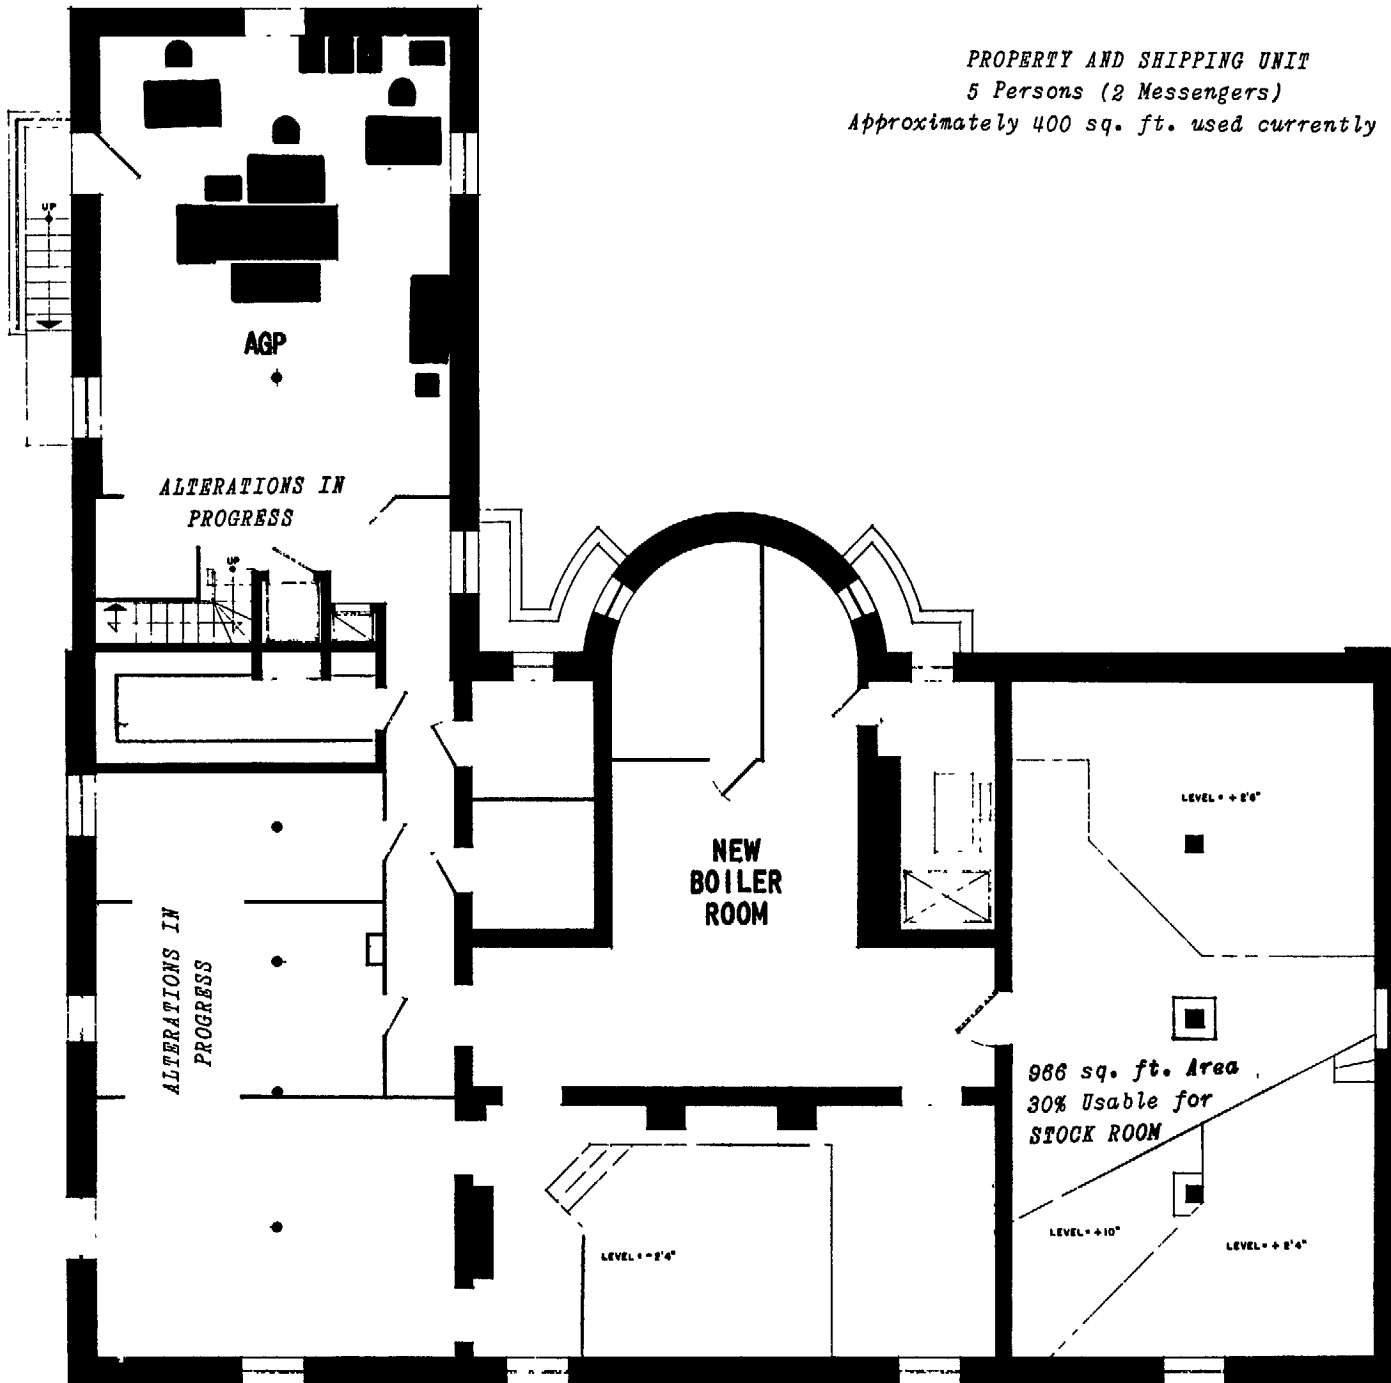 PROPERTY AND SHIPPING UNIT
5 Persons (2 Messengers)
Approximately 400 sq. ft. used currently
UP
AGP
ALTERATIONS IN
PROGRESS
UP
LEVEL = + 2'6"
NEW
BOILER
ROOM
ALTERATIONS IN
PROGRESS
966 sq. ft. Area
30% Usable for
STOCK ROOM
LEVEL = +10"
LEVEL = + 2'4"
LEVEL = - 2'4"